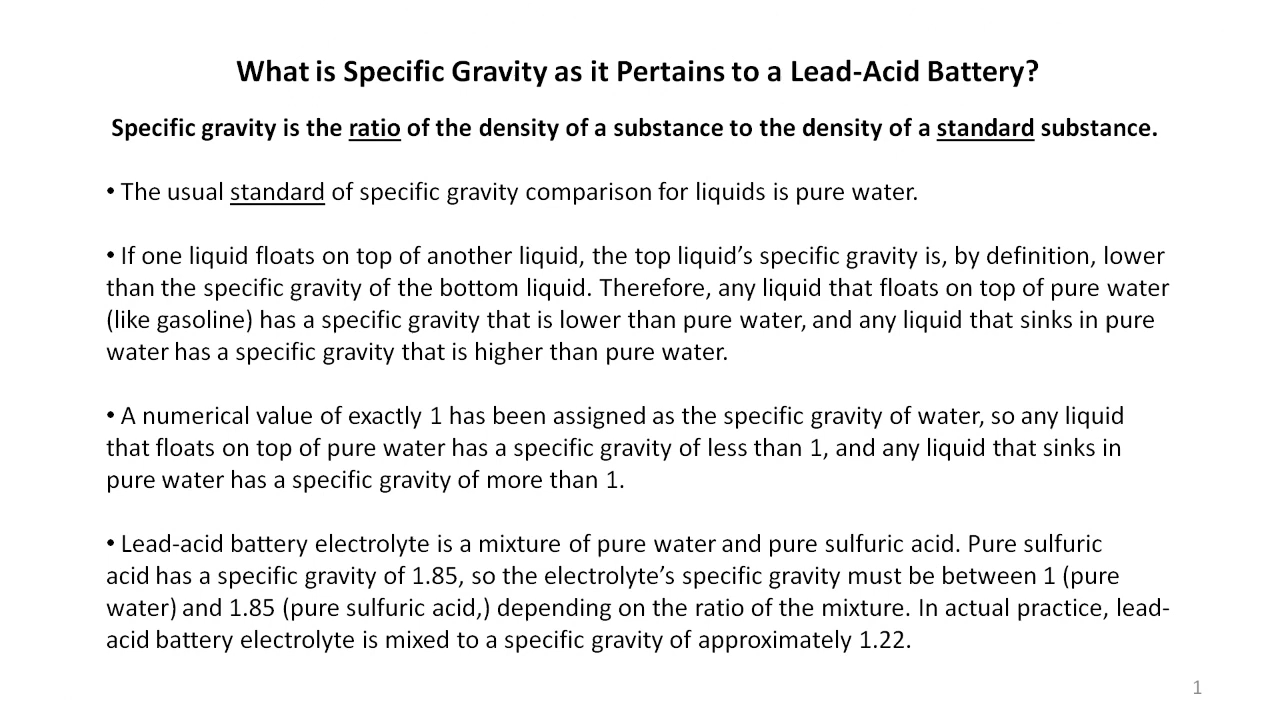 What is Specific Gravity as it Pertains to a Lead-Acid Battery?
Specific gravity is the ratio of the density of a substance to the density of a standard substance.
• The usual standard of specific gravity comparison for liquids is pure water.
• If one liquid floats on top of another liquid, the top liquid’s specific gravity is, by definition, lower
than the specific gravity of the bottom liquid. Therefore, any liquid that floats on top of pure water
(like gasoline) has a specific gravity that is lower than pure water, and any liquid that sinks in pure
water has a specific gravity that is higher than pure water.
• A numerical value of exactly 1 has been assigned as the specific gravity of water, so any liquid
that floats on top of pure water has a specific gravity of less than 1, and any liquid that sinks in
pure water has a specific gravity of more than 1.
• Lead-acid battery electrolyte is a mixture of pure water and pure sulfuric acid. Pure sulfuric
acid has a specific gravity of 1.85, so the electrolyte’s specific gravity must be between 1 (pure
water) and 1.85 (pure sulfuric acid,) depending on the ratio of the mixture. In actual practice, lead-
acid battery electrolyte is mixed to a specific gravity of approximately 1.22.
1